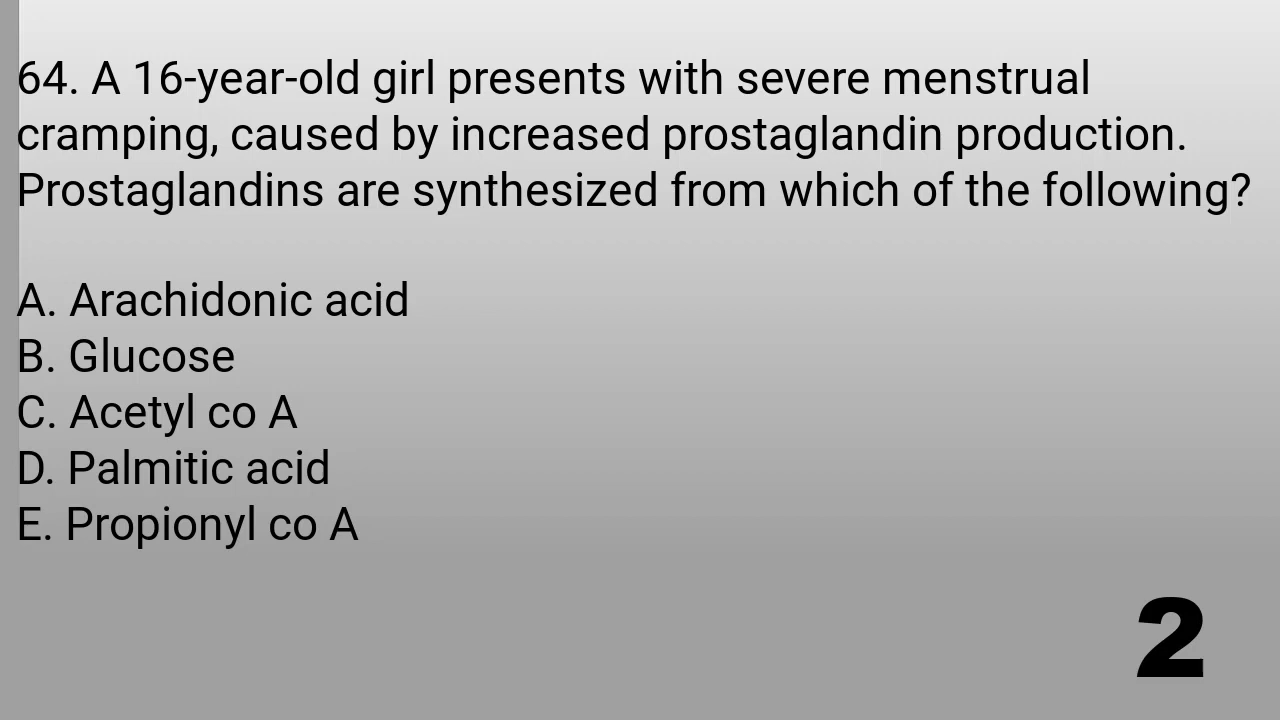 64. A 16-year-old girl presents with severe menstrual
cramping, caused by increased prostaglandin production.
Prostaglandins are synthesized from which of the following?
A. Arachidonic acid
B. Glucose
C. Acetyl co A
D. Palmitic acid
E. Propionyl co A
2